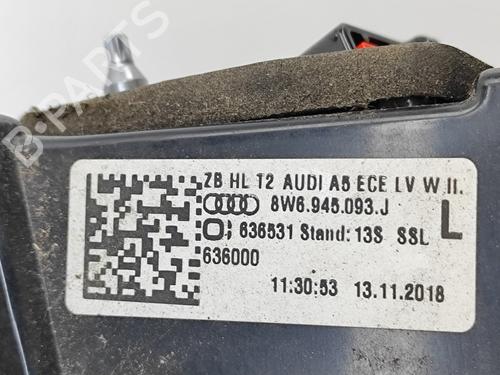 B-PARTS
ZB HL T2 AUDI A5 ECE LV W II.
8W6.945.093.J
636531 Stand: 13S SSL L
636000
11:30:53 13.11.2018